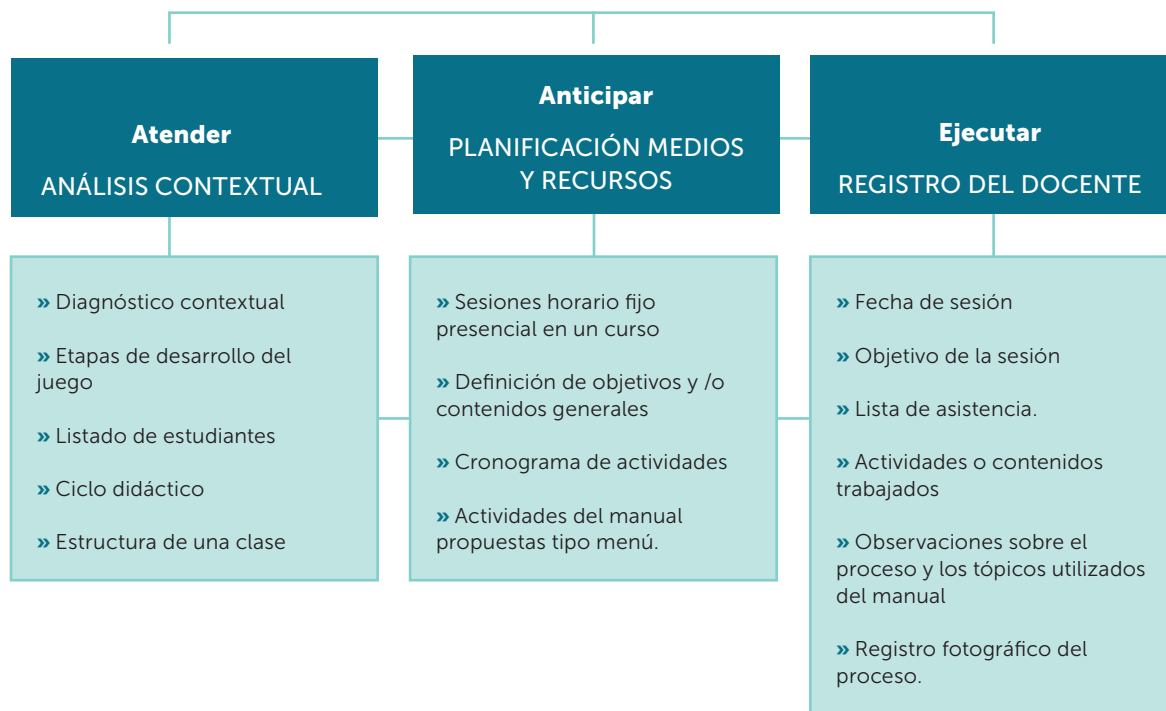 Atender
ANÁLISIS CONTEXTUAL
» Diagnóstico contextual
» Etapas de desarrollo del
juego
» Listado de estudiantes
» Ciclo didáctico
» Estructura de una clase
Anticipar
PLANIFICACIÓN MEDIOS
Y RECURSOS
» Sesiones horario fijo
presencial en un curso
» Definición de objetivos y /o
contenidos generales
» Cronograma de actividades
» Actividades del manual
propuestas tipo menú.
Ejecutar
REGISTRO DEL DOCENTE
» Fecha de sesión
» Objetivo de la sesión
» Lista de asistencia.
» Actividades o contenidos
trabajados
» Observaciones sobre el
proceso y los tópicos utilizados
del manual
» Registro fotográfico del
proceso.